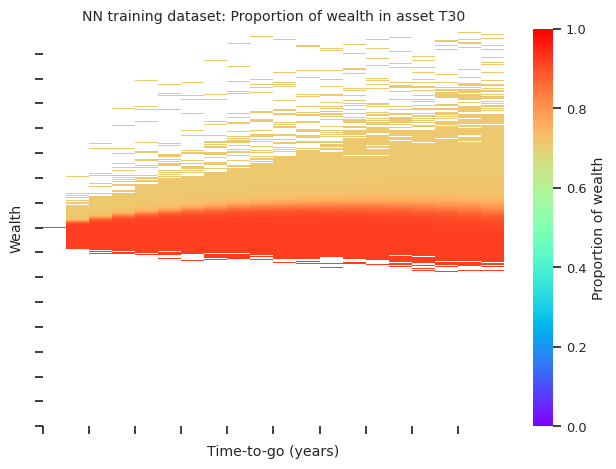 NN training dataset: Proportion of wealth in asset T30
1.0
0.8
0.6
0.4
0.2
0.0
Proportion of wealth
Wealth
Time-to-go (years)